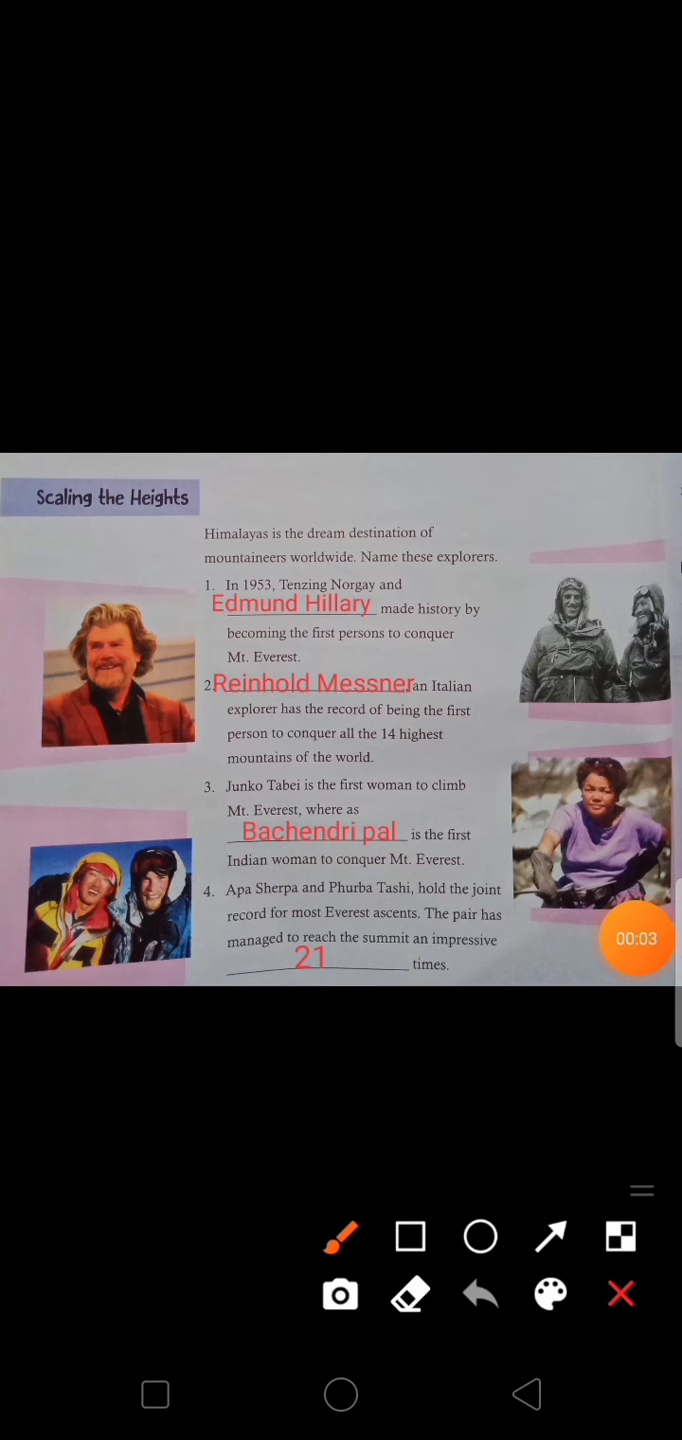 Scaling the Heights
Himalayas is the dream destination of
mountaineers worldwide. Name these explorers.
1. In 1953, Tenzing Norgay and
Edmund Hillary made history by
becoming the first persons to conquer
Mt. Everest.
2. Reinhold Messner, an Italian
explorer has the record of being the first
person to conquer all the 14 highest
mountains of the world.
3. Junko Tabei is the first woman to climb
Mt. Everest, where as
Bachendri pal is the first
Indian woman to conquer Mt. Everest.
4. Apa Sherpa and Phurba Tashi, hold the joint
record for most Everest ascents. The pair has
managed to reach the summit an impressive
21 times.
00:03